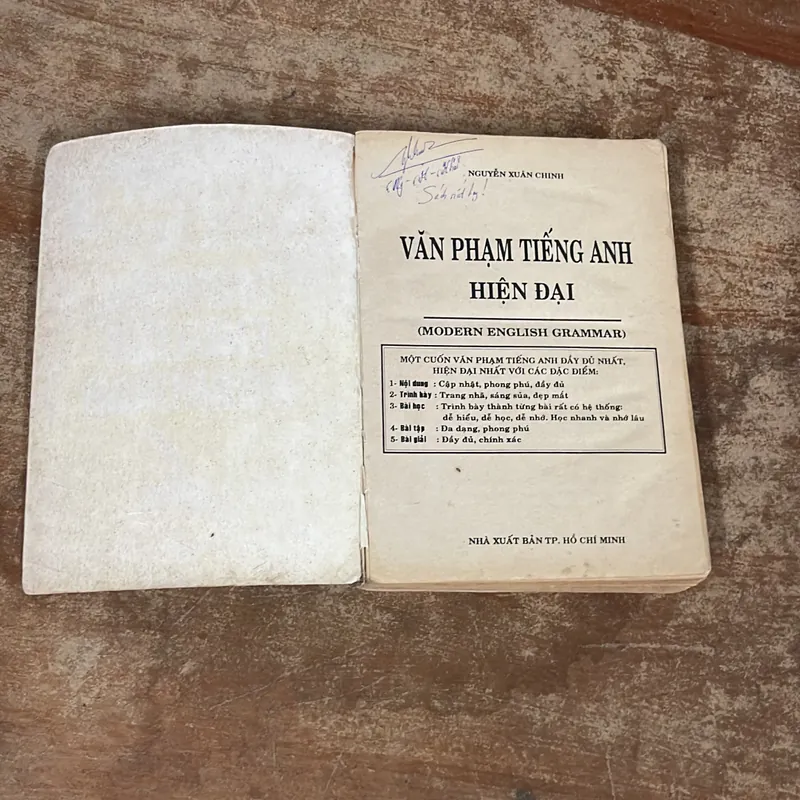 Sách rất hay!
NGUYỄN XUÂN CHINH
VĂN PHẠM TIẾNG ANH
HIỆN ĐẠI
(MODERN ENGLISH GRAMMAR)
MỘT CUỐN VĂN PHẠM TIẾNG ANH ĐẦY ĐỦ NHẤT,
HIỆN ĐẠI NHẤT VỚI CÁC ĐẶC ĐIỂM:
1- Nội dung : Cập nhật, phong phú, đầy đủ
2- Trình bày : Trang nhã, sáng sủa, đẹp mắt
3- Bài học : Trình bày thành từng bài rất có hệ thống:
dễ hiểu, dễ học, dễ nhớ. Học nhanh và nhớ lâu
4- Bài tập : Đa dạng, phong phú
5- Bài giải : Đầy đủ, chính xác
NHÀ XUẤT BẢN TP. HỒ CHÍ MINH